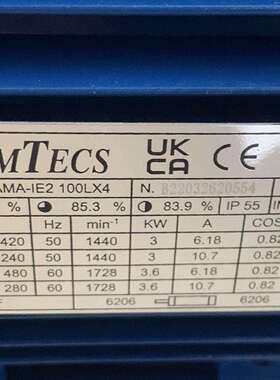 MTECS UK CA CE
AMA-IE2 100LX4 N. B22032620554
% 85.3 % 83.9 % IP 55
Hz min⁻¹ KW A COS
420 50 1440 3 6.18 0.82
240 50 1440 3 10.7 0.82
480 60 1728 3.6 6.18 0.82
280 60 1728 3.6 10.7 0.82
F 6206 6206